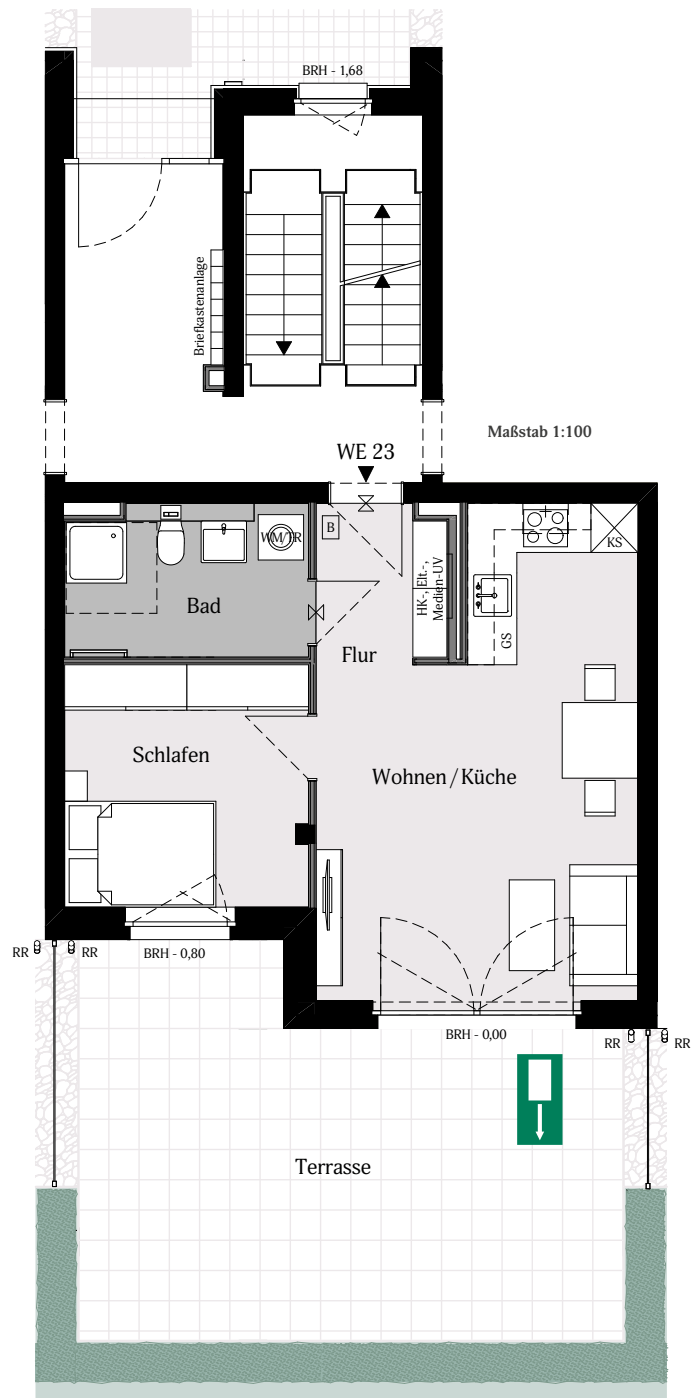 BRH - 1,68
Briefkastenanlage
Maßstab 1:100
WE 23
B
WM/TR
KS
HK-, Elt.-,
Medien-UV
GS
Bad
Flur
Schlafen
Wohnen/Küche
RR
RR
BRH - 0,80
BRH - 0,00
RR
RR
Terrasse